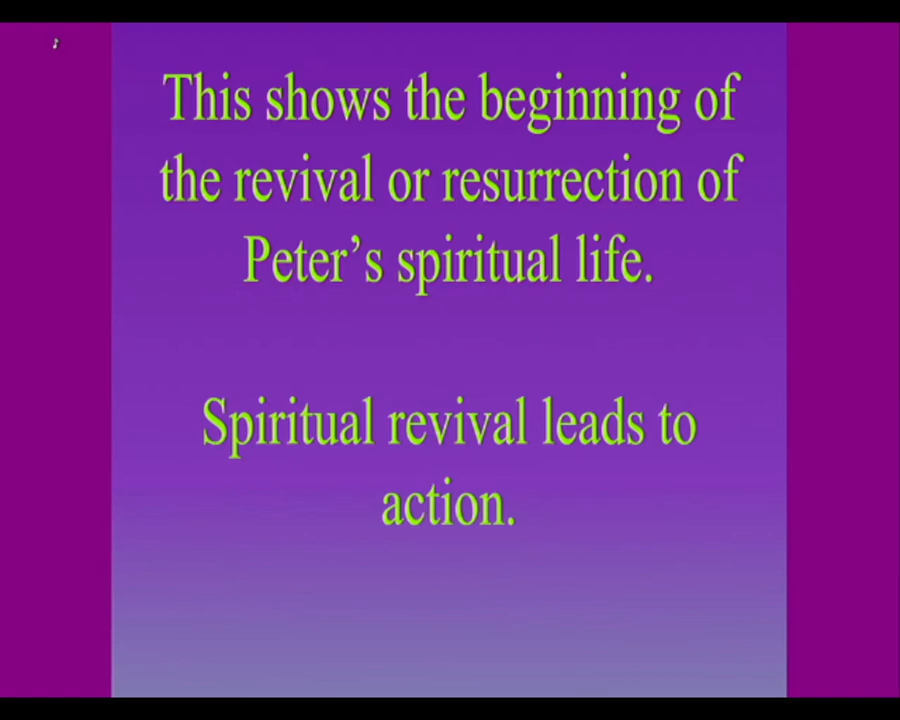 This shows the beginning of
the revival or resurrection of
Peter’s spiritual life.
Spiritual revival leads to
action.